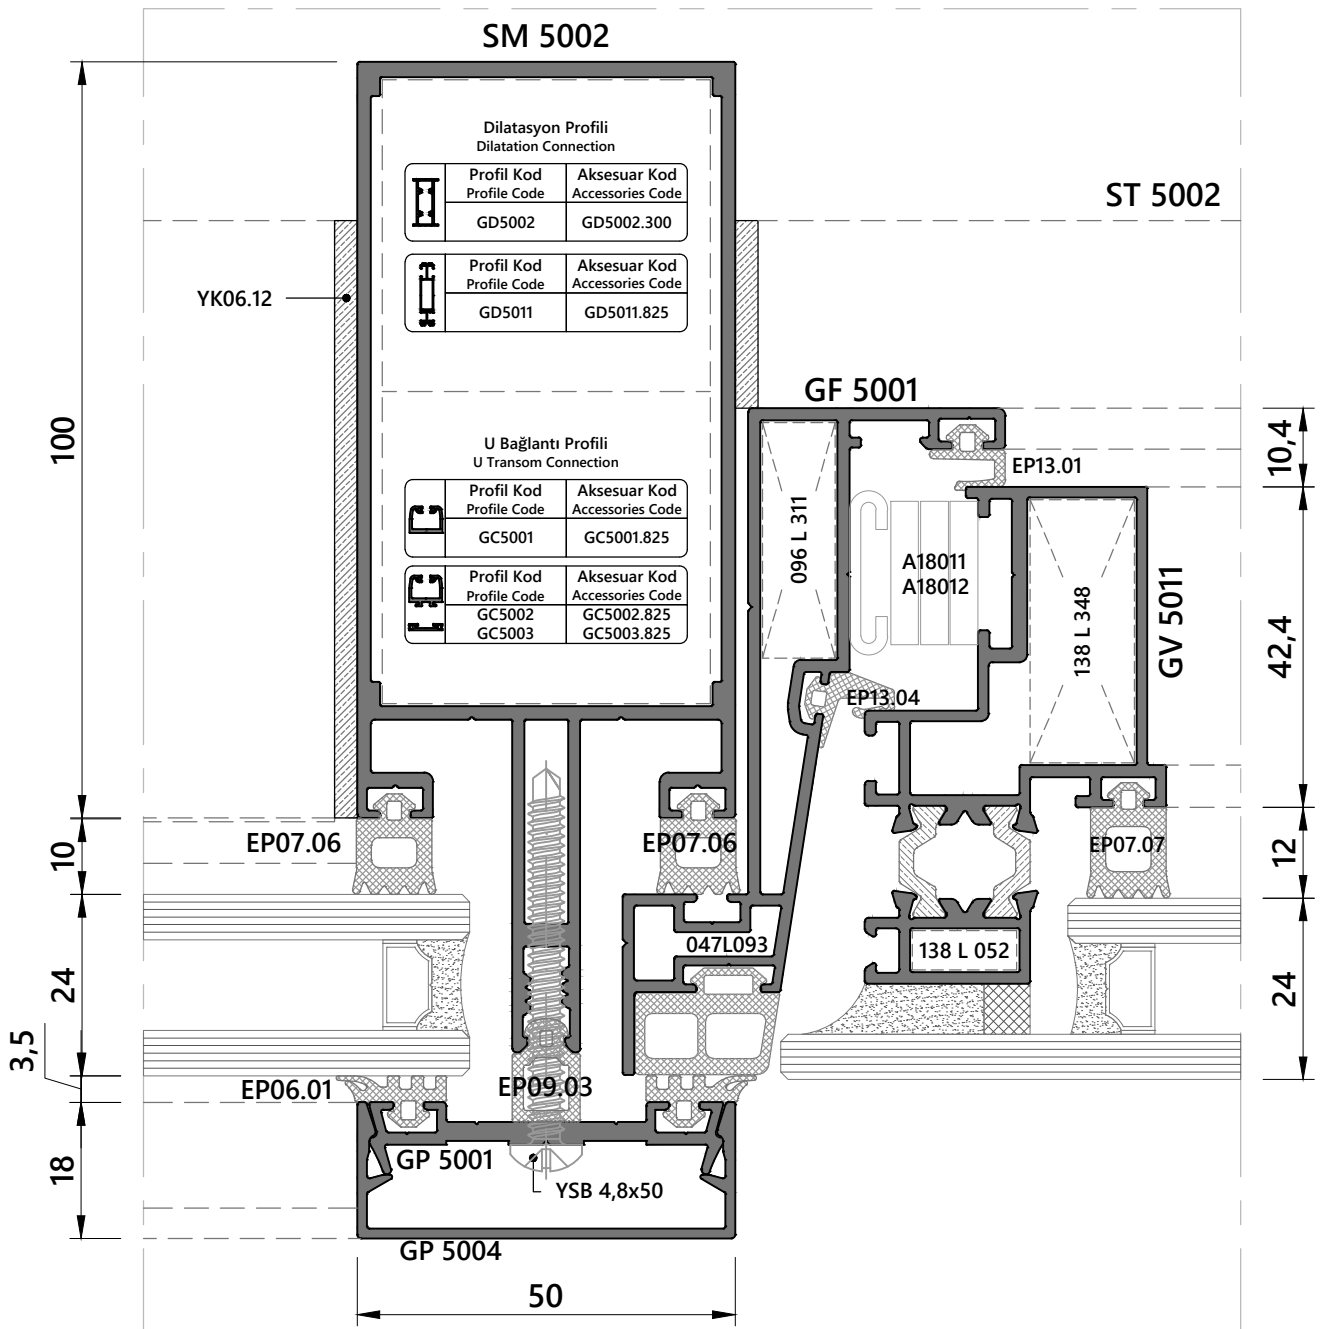 SM 5002
Dilatasyon Profili
Dilatation Connection
Profil Kod Aksesuar Kod
Profile Code Accessories Code
GD5002 GD5002.300
Profil Kod Aksesuar Kod
Profile Code Accessories Code
GD5011 GD5011.825
U Bağlantı Profili
U Transom Connection
Profil Kod Aksesuar Kod
Profile Code Accessories Code
GC5001 GC5001.825
Profil Kod Aksesuar Kod
Profile Code Accessories Code
GC5002 GC5002.825
GC5003 GC5003.825
ST 5002
YK06.12
GF 5001
100
10,4
EP13.01
096 L 311
A18011
A18012
138 L 348
GV 5011
42,4
EP13.04
EP07.06
EP07.06
EP07.07
10
12
047L093
138 L 052
24
24
3,5
EP06.01
EP09.03
18
GP 5001
YSB 4,8x50
GP 5004
50